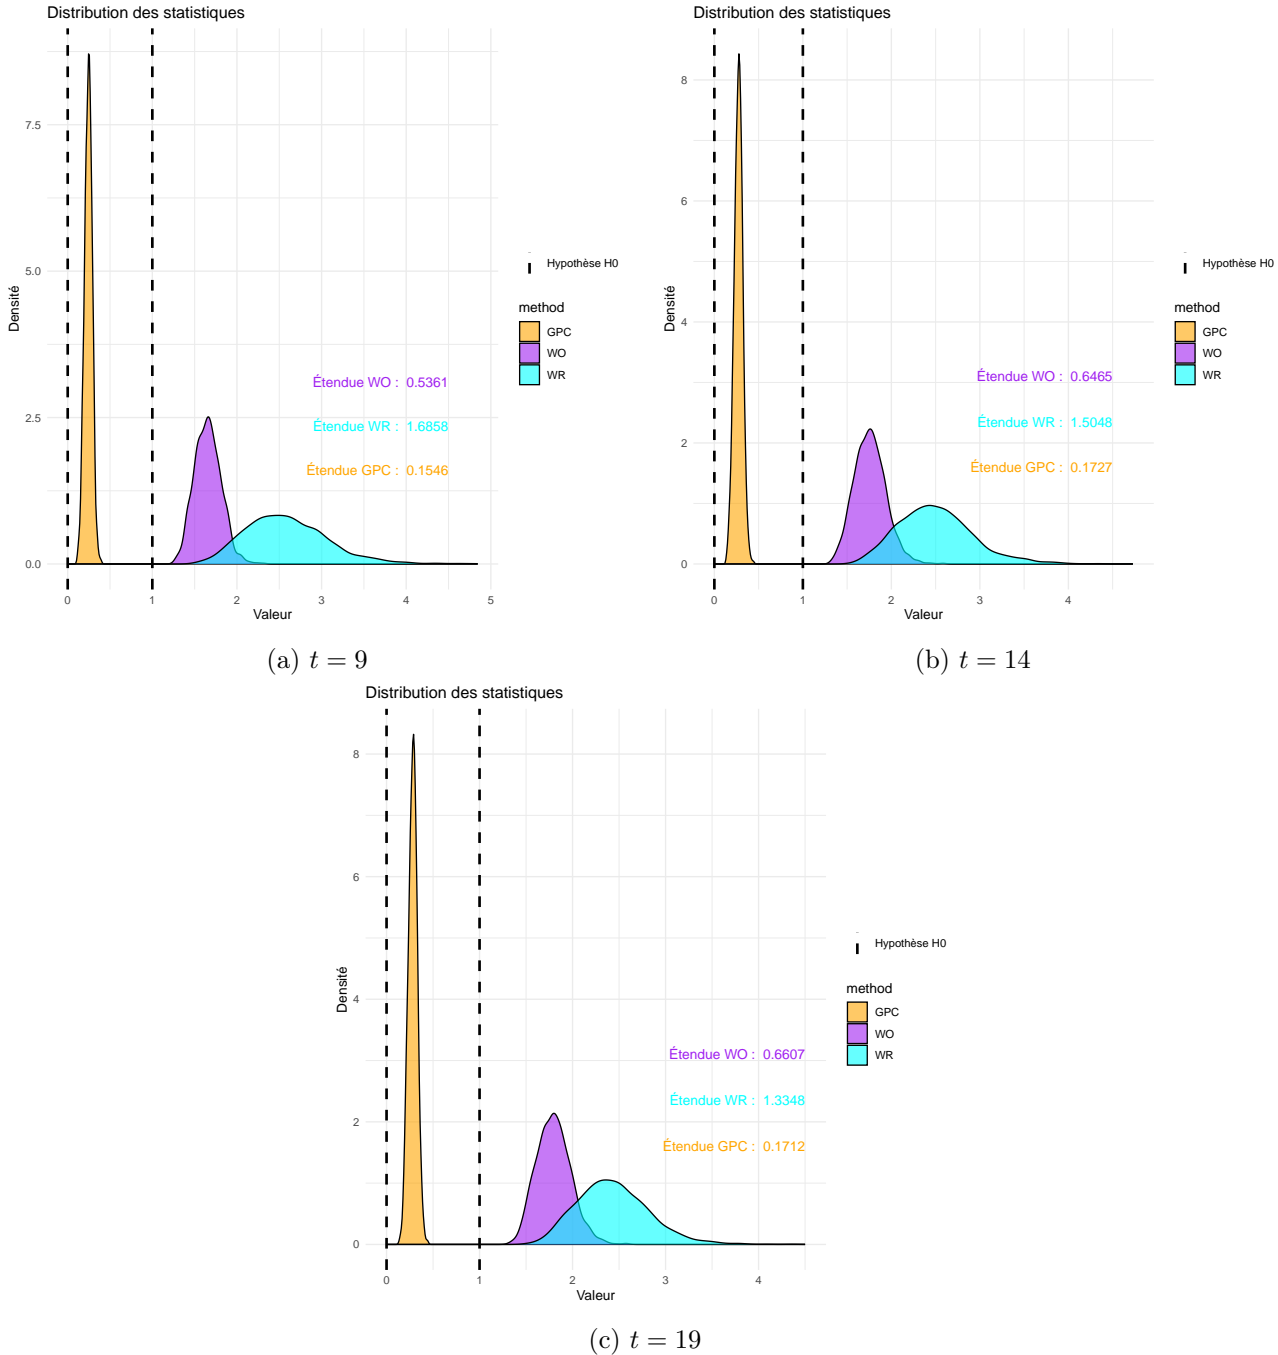 Distribution des statistiques
Densité
7.5
5.0
2.5
0.0
Étendue WO : 0.5361
Étendue WR : 1.6858
Étendue GPC : 0.1546
0 1 2 3 4 5
Valeur
Hypothèse H0
method
GPC
WO
WR
(a) t = 9
Distribution des statistiques
Densité
8
6
4
2
0
Étendue WO : 0.6465
Étendue WR : 1.5048
Étendue GPC : 0.1727
0 1 2 3 4
Valeur
Hypothèse H0
method
GPC
WO
WR
(b) t = 14
Distribution des statistiques
Densité
8
6
4
2
0
Étendue WO : 0.6607
Étendue WR : 1.3348
Étendue GPC : 0.1712
0 1 2 3 4
Valeur
Hypothèse H0
method
GPC
WO
WR
(c) t = 19